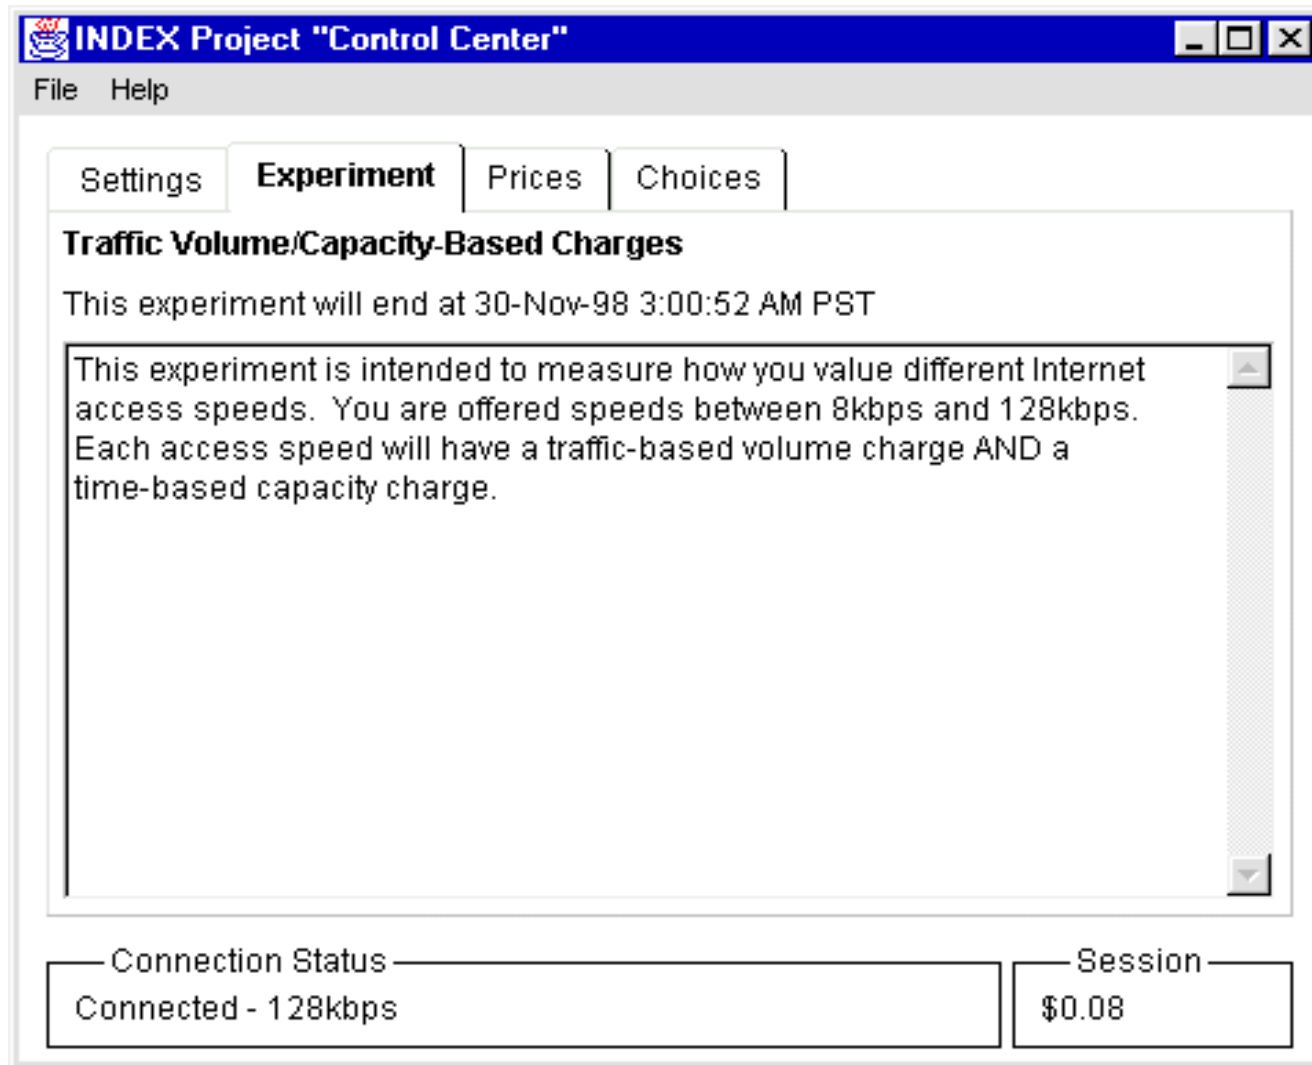 INDEX Project "Control Center"
File Help
Settings Experiment Prices Choices
Traffic Volume/Capacity-Based Charges
This experiment will end at 30-Nov-98 3:00:52 AM PST
This experiment is intended to measure how you value different Internet
access speeds.  You are offered speeds between 8kbps and 128kbps.
Each access speed will have a traffic-based volume charge AND a
time-based capacity charge.
Connection Status Session
Connected - 128kbps $0.08